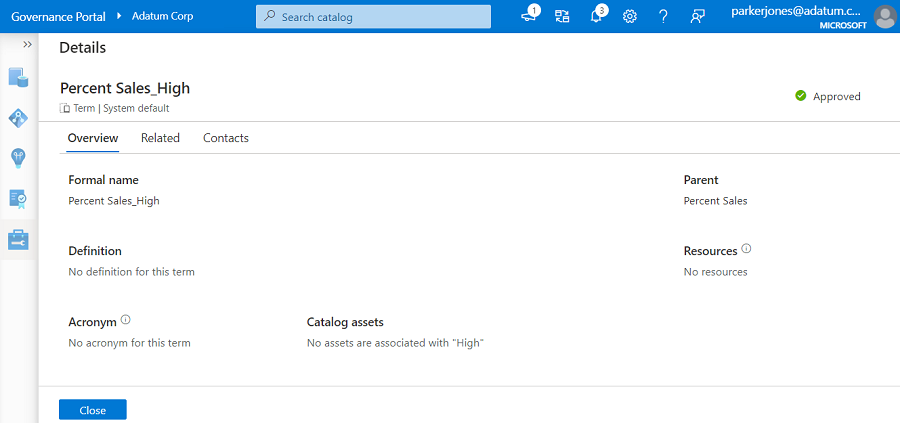 Governance Portal Adatum Corp Search catalog 1 3 parkerjones@adatum.c...
MICROSOFT
Details
Percent Sales_High
Term | System default
Approved
Overview Related Contacts
Formal name Parent
Percent Sales_High Percent Sales
Definition Resources
No definition for this term No resources
Acronym Catalog assets
No acronym for this term No assets are associated with "High"
Close